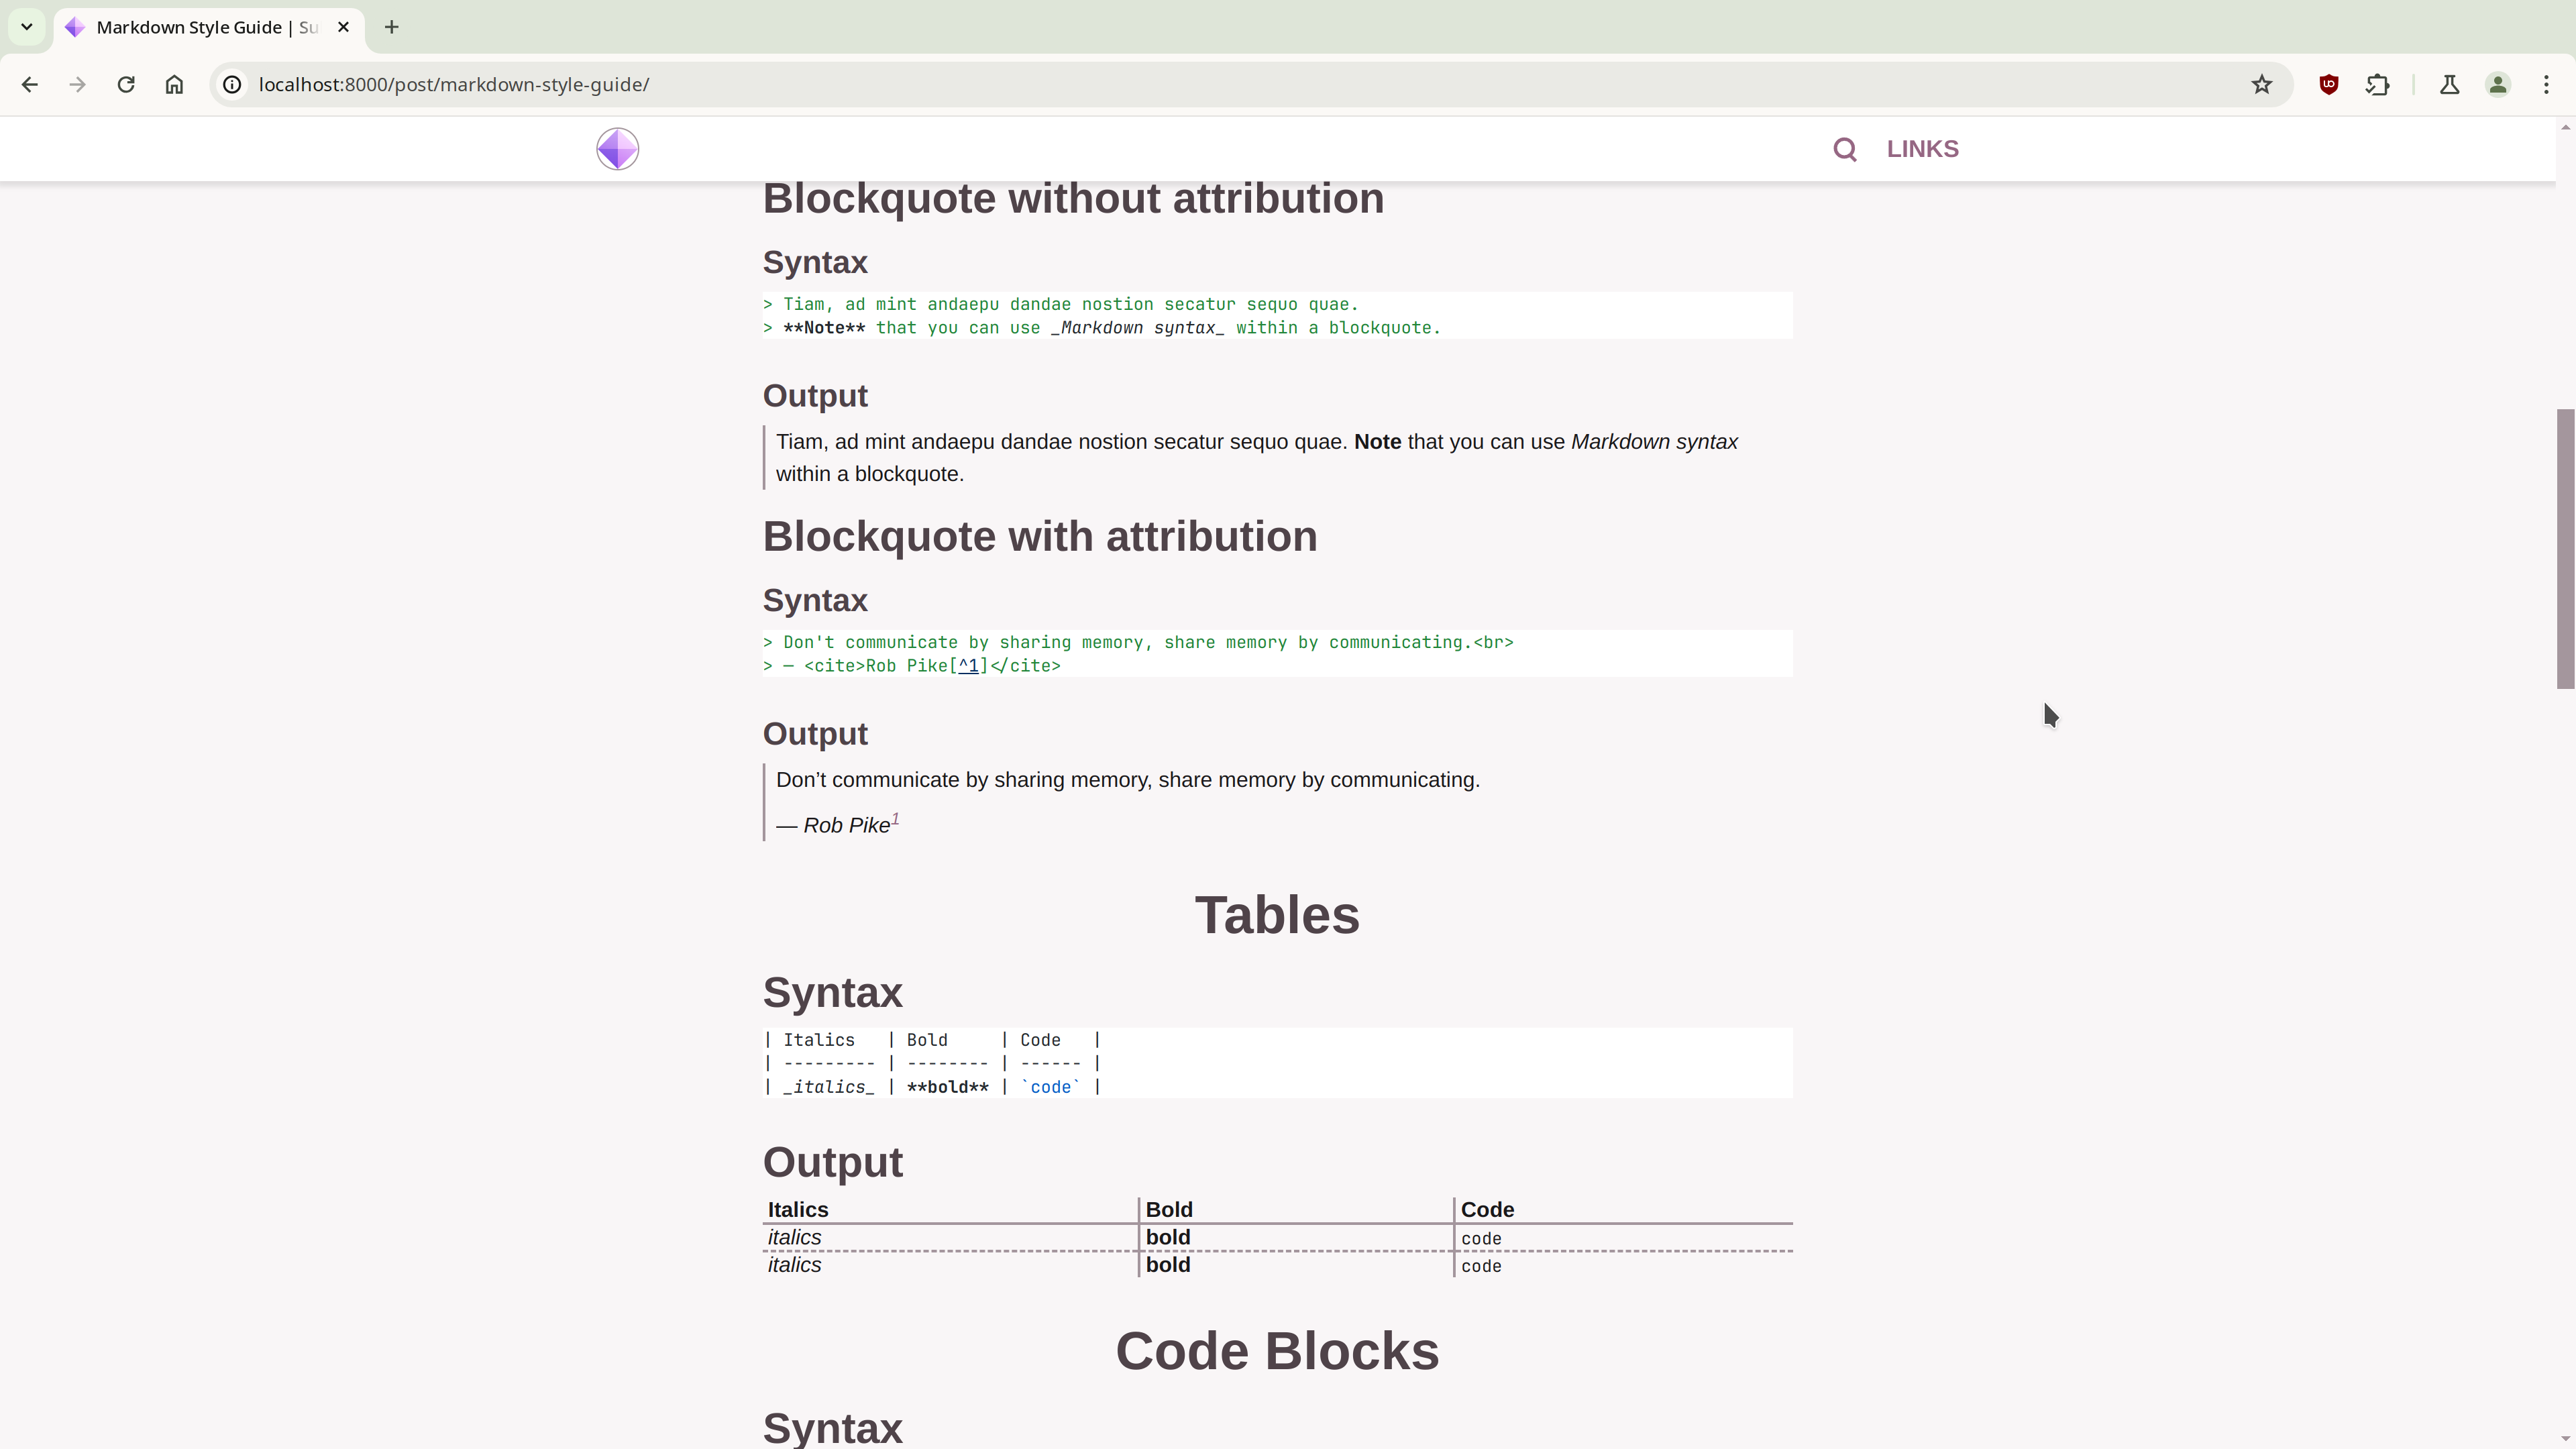 Markdown Style Guide | Su
localhost:8000/post/markdown-style-guide/
LINKS
Blockquote without attribution
Syntax
> Tiam, ad mint andaepu dandae nostion secatur sequo quae.
> **Note** that you can use _Markdown syntax_ within a blockquote.
Output
Tiam, ad mint andaepu dandae nostion secatur sequo quae. Note that you can use Markdown syntax
within a blockquote.
Blockquote with attribution
Syntax
> Don't communicate by sharing memory, share memory by communicating.<br>
> — <cite>Rob Pike[^1]</cite>
Output
Don’t communicate by sharing memory, share memory by communicating.
— Rob Pike1
Tables
Syntax
| Italics   | Bold     | Code   |
| --------- | -------- | ------ |
| _italics_ | **bold** | `code` |
Output
Italics Bold Code
italics bold code
italics bold code
Code Blocks
Syntax